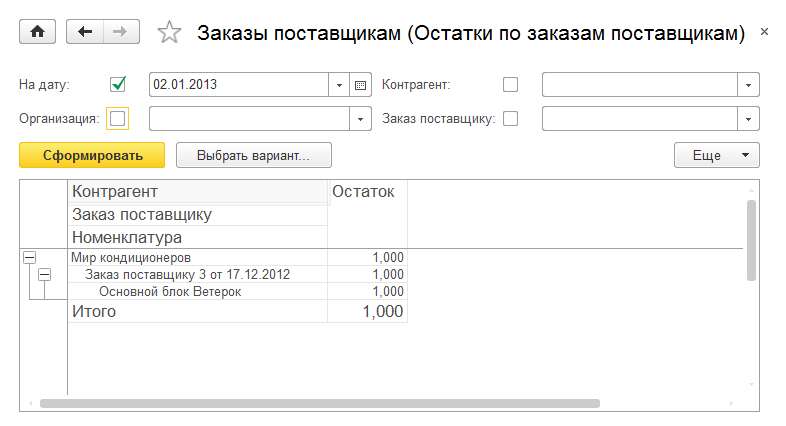 Заказы поставщикам (Остатки по заказам поставщикам)
На дату: 02.01.2013 Контрагент:
Организация: Заказ поставщику:
Сформировать Выбрать вариант... Еще
Контрагент Остаток
Заказ поставщику
Номенклатура
Мир кондиционеров 1,000
Заказ поставщику 3 от 17.12.2012 1,000
Основной блок Ветерок 1,000
Итого 1,000